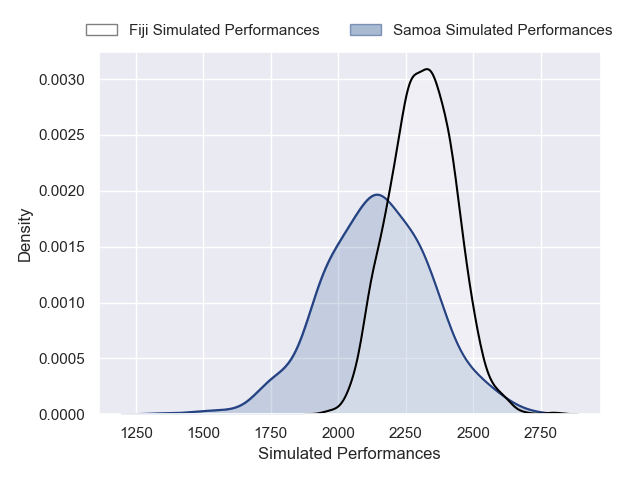 Fiji Simulated Performances Samoa Simulated Performances
0.0030
0.0025
0.0020
0.0015
0.0010
0.0005
0.0000
Density
1250 1500 1750 2000 2250 2500 2750
Simulated Performances